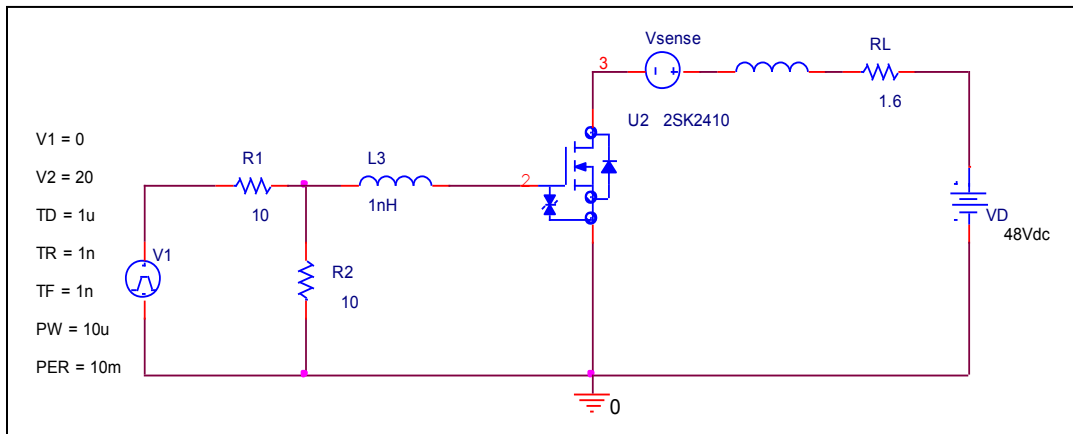 Vsense
RL
3
1.6
U2 2SK2410
V1 = 0
V2 = 20
TD = 1u
TR = 1n
TF = 1n
PW = 10u
PER = 10m
R1
10
L3
1nH
2
V1
R2
10
VD
48Vdc
0